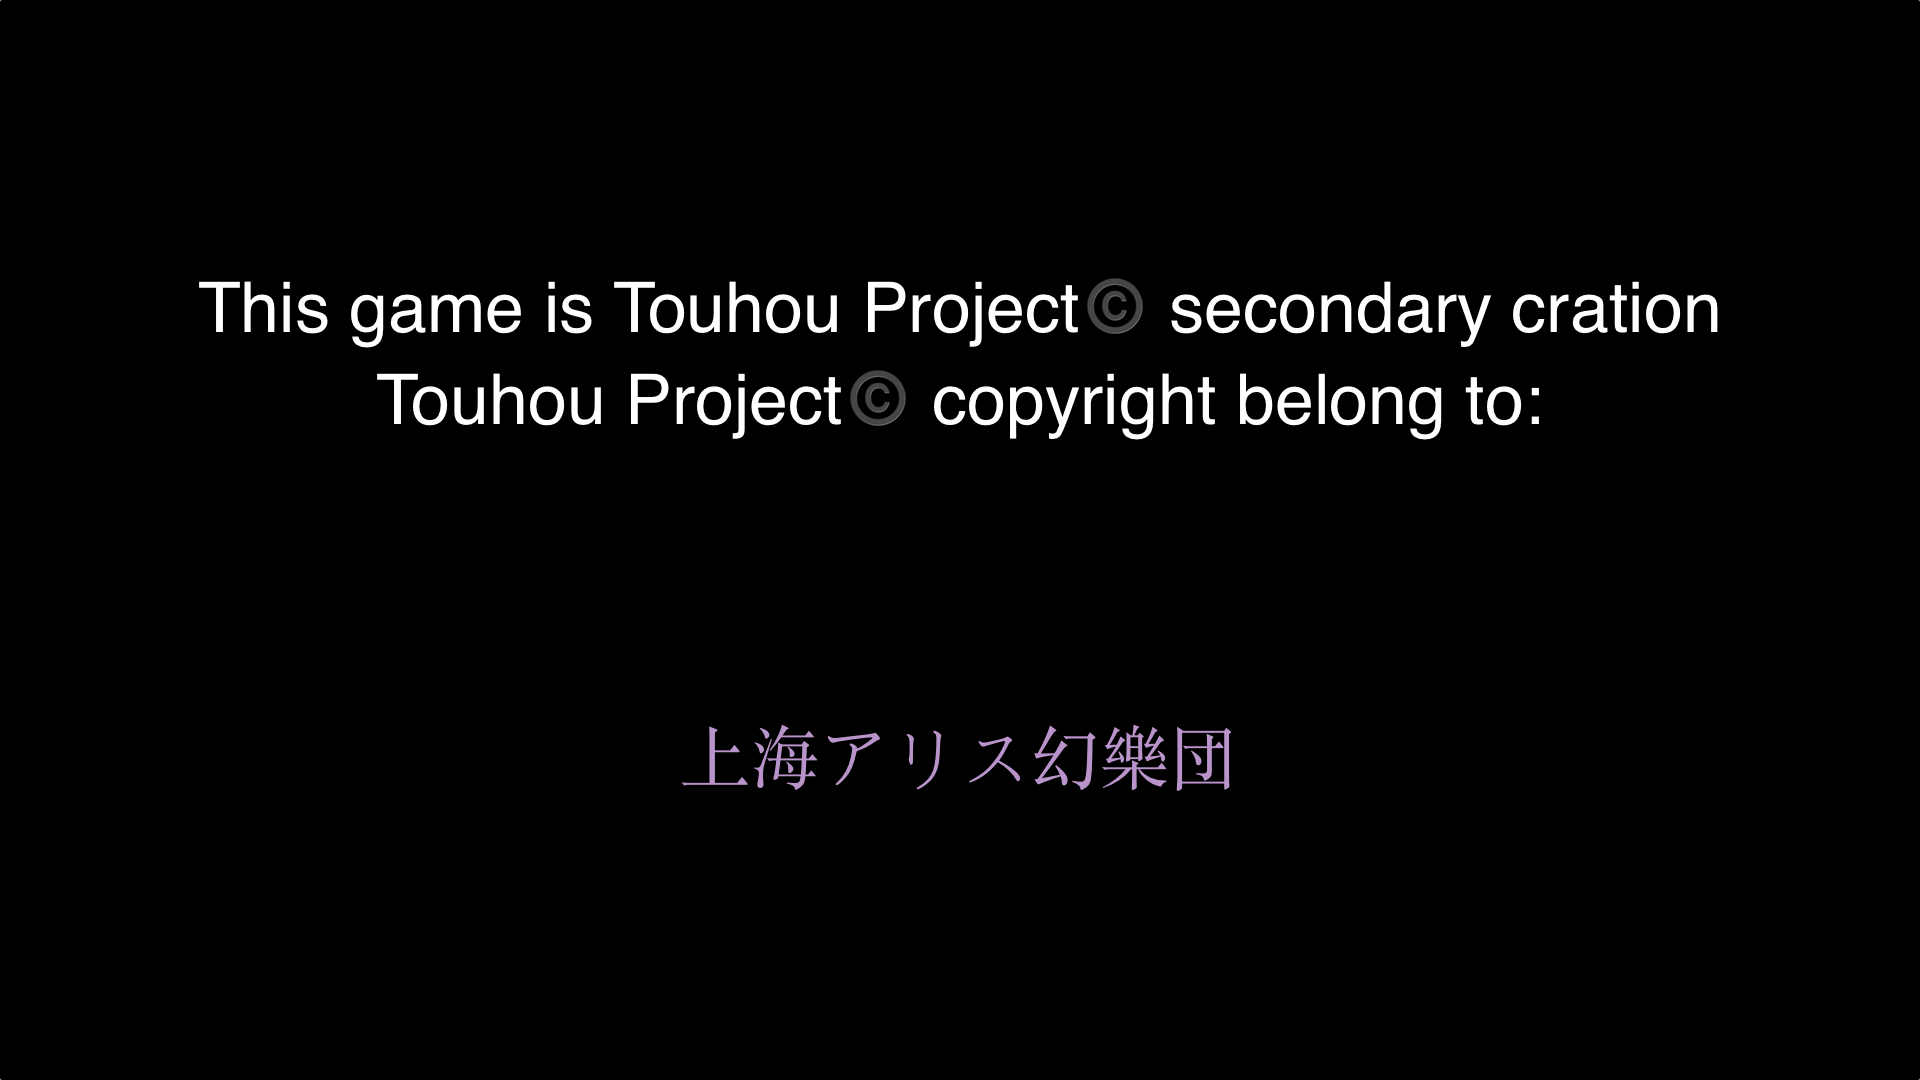 This game is Touhou Project© secondary cration
Touhou Project© copyright belong to:
上海アリス幻樂団